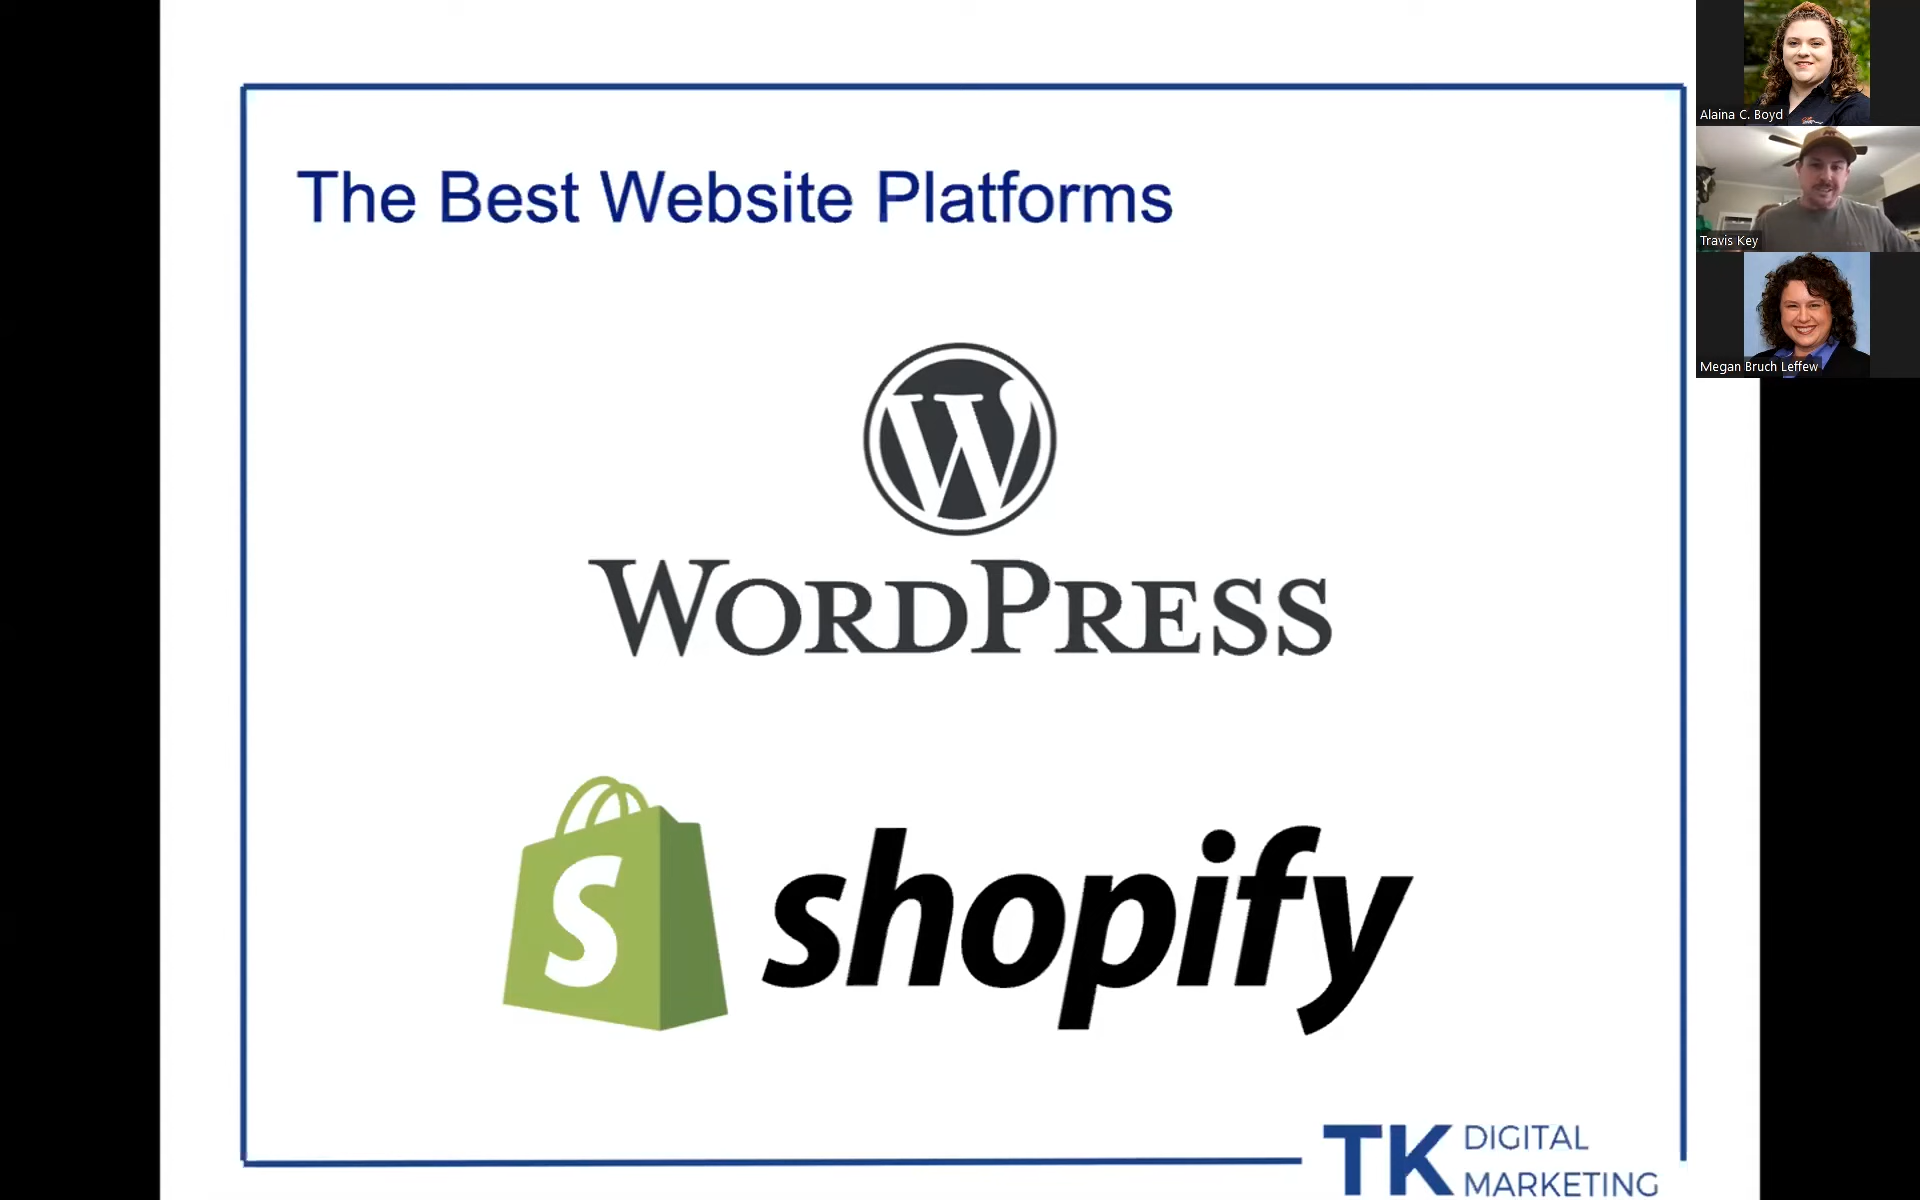 The Best Website Platforms
WORDPRESS
S shopify
TK DIGITAL
MARKETING
Alaina C. Boyd
Travis Key
Megan Bruch Leffew